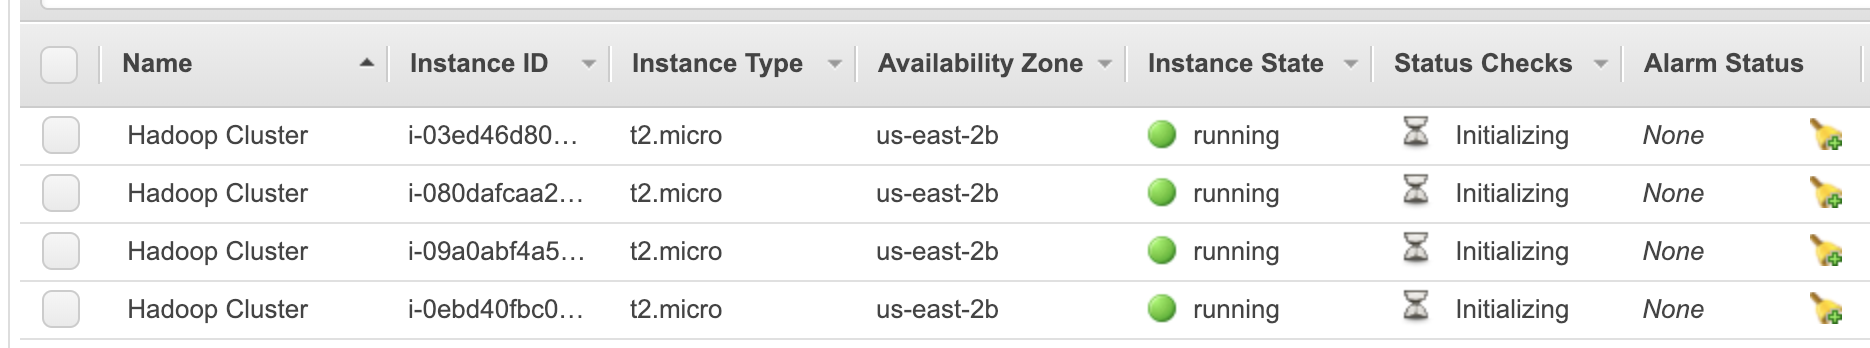 Name Instance ID Instance Type Availability Zone Instance State Status Checks Alarm Status
Hadoop Cluster i-03ed46d80… t2.micro us-east-2b running Initializing None
Hadoop Cluster i-080dafcaa2… t2.micro us-east-2b running Initializing None
Hadoop Cluster i-09a0abf4a5… t2.micro us-east-2b running Initializing None
Hadoop Cluster i-0ebd40fbc0… t2.micro us-east-2b running Initializing None